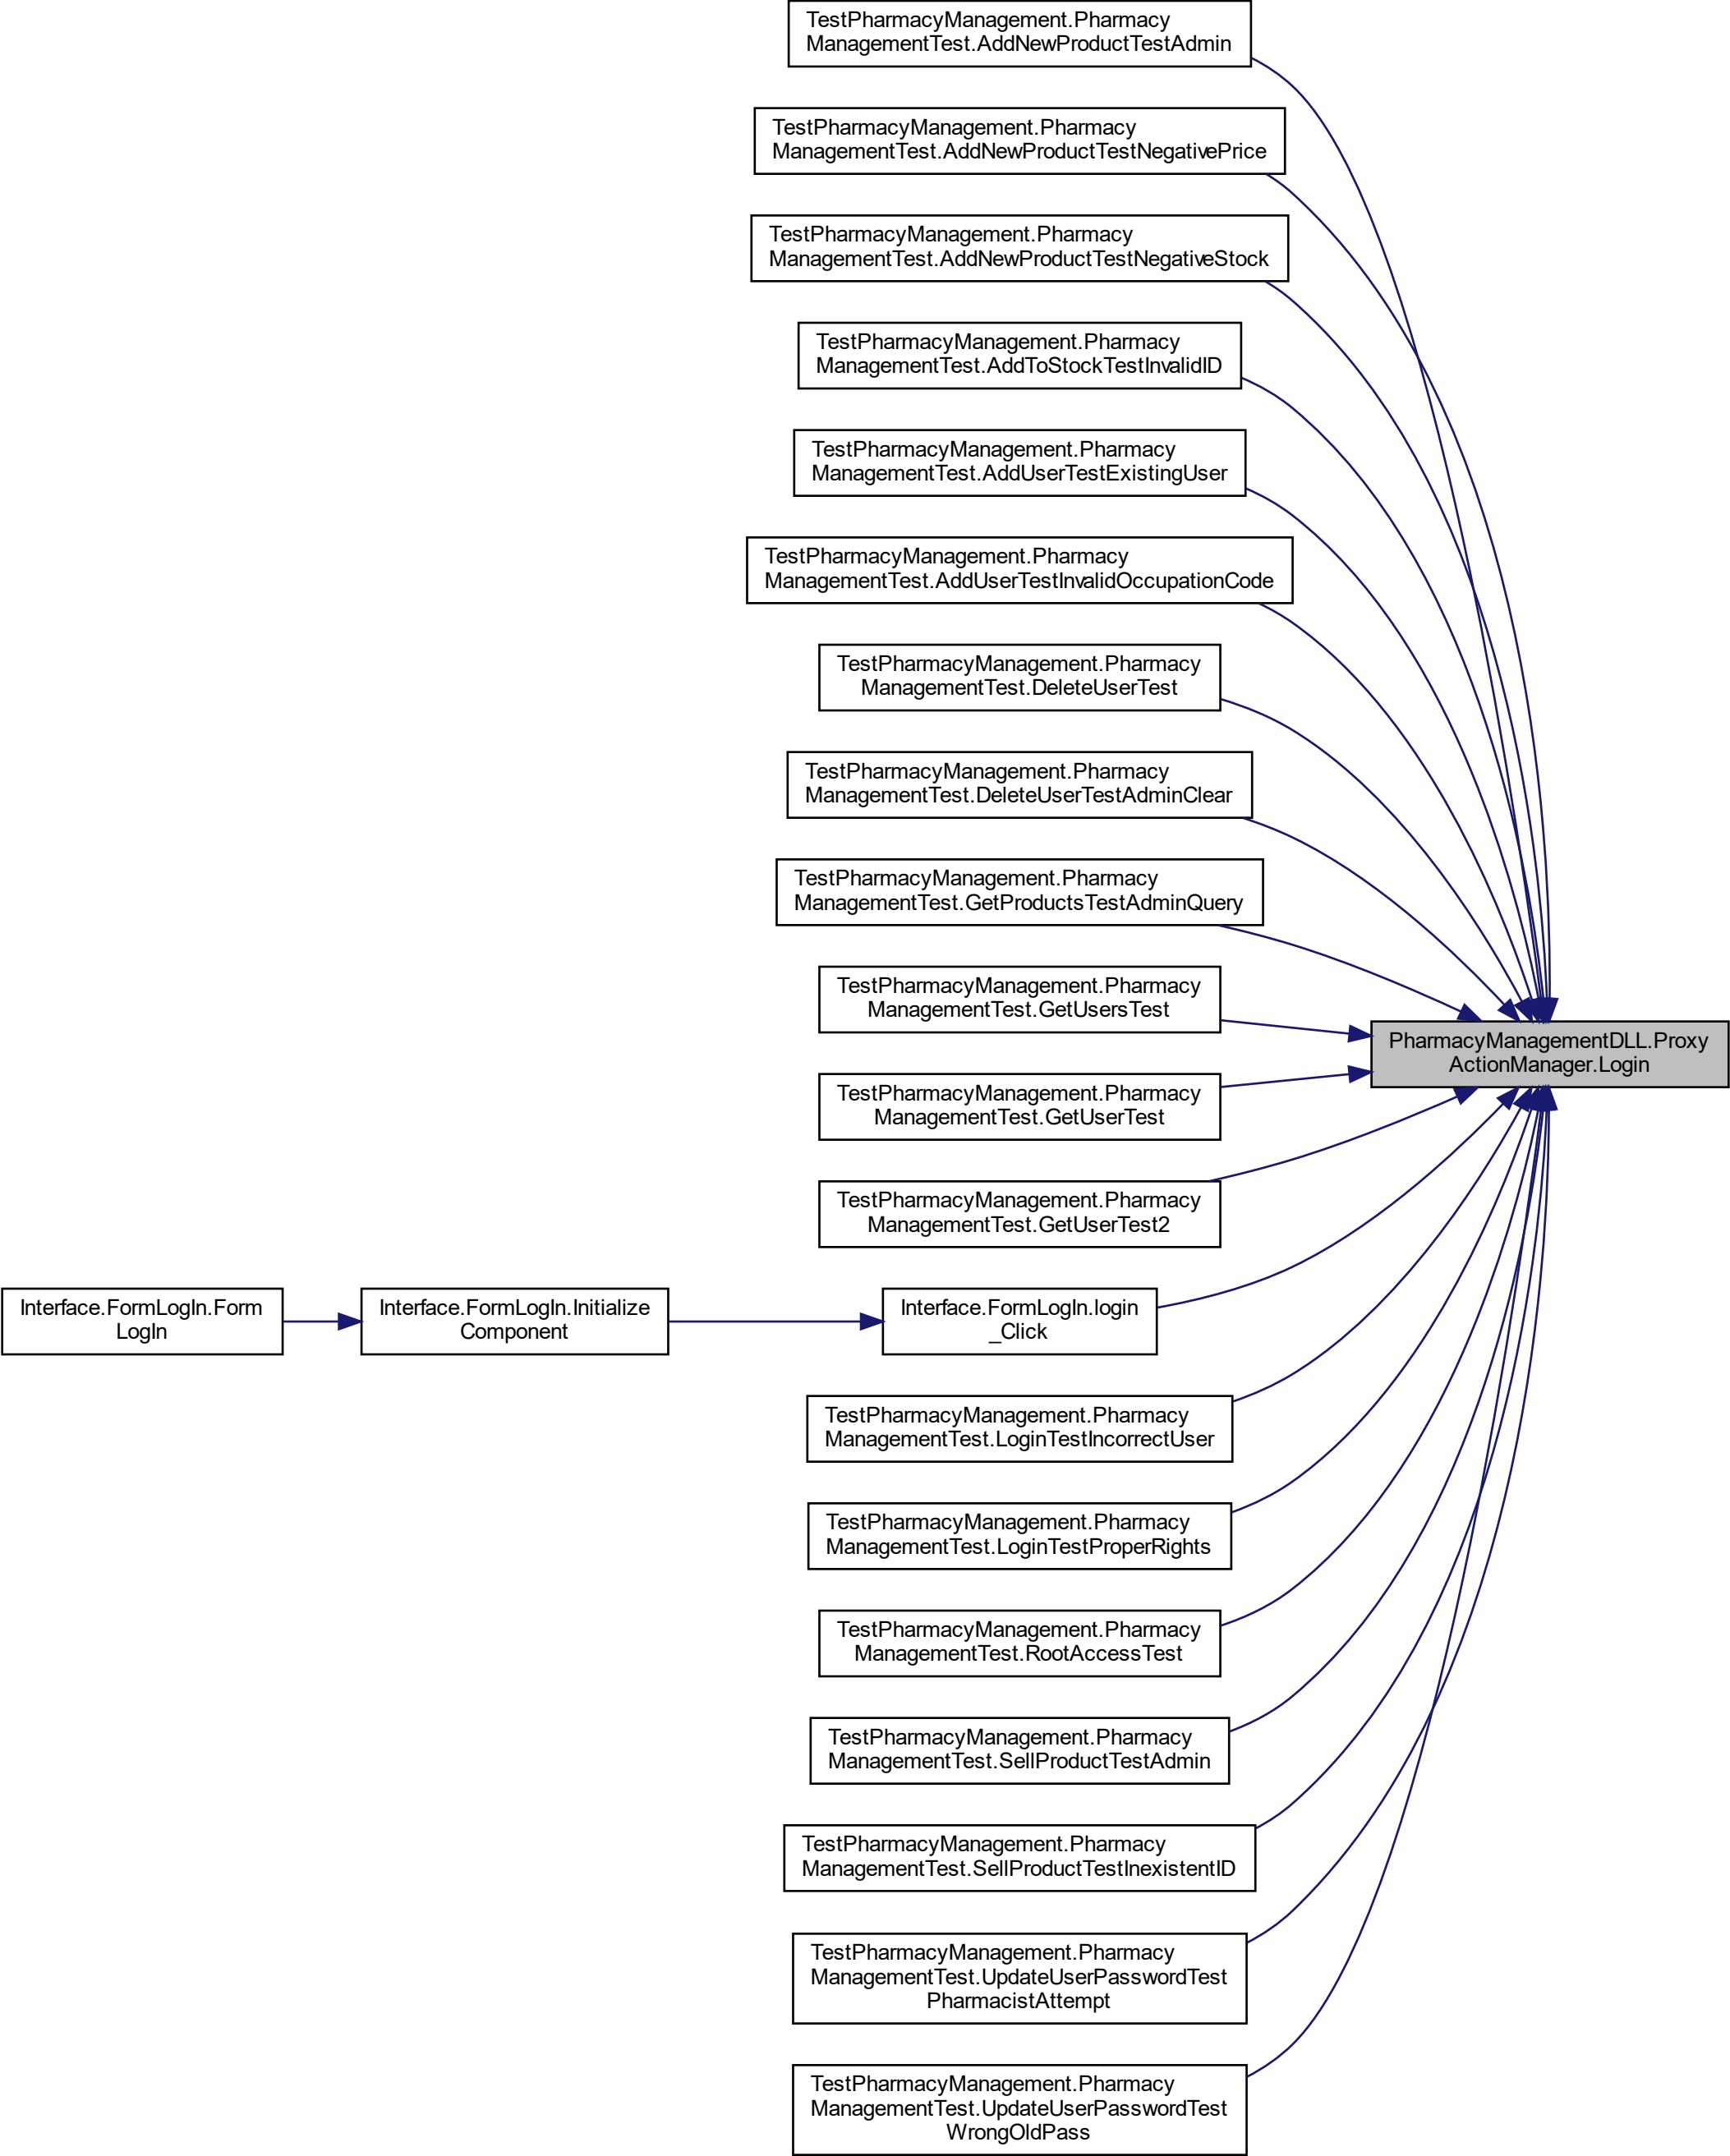 TestPharmacyManagement.Pharmacy
ManagementTest.AddNewProductTestAdmin
TestPharmacyManagement.Pharmacy
ManagementTest.AddNewProductTestNegativePrice
TestPharmacyManagement.Pharmacy
ManagementTest.AddNewProductTestNegativeStock
TestPharmacyManagement.Pharmacy
ManagementTest.AddToStockTestInvalidID
TestPharmacyManagement.Pharmacy
ManagementTest.AddUserTestExistingUser
TestPharmacyManagement.Pharmacy
ManagementTest.AddUserTestInvalidOccupationCode
TestPharmacyManagement.Pharmacy
ManagementTest.DeleteUserTest
TestPharmacyManagement.Pharmacy
ManagementTest.DeleteUserTestAdminClear
TestPharmacyManagement.Pharmacy
ManagementTest.GetProductsTestAdminQuery
TestPharmacyManagement.Pharmacy
ManagementTest.GetUsersTest
PharmacyManagementDLL.Proxy
ActionManager.Login
TestPharmacyManagement.Pharmacy
ManagementTest.GetUserTest
TestPharmacyManagement.Pharmacy
ManagementTest.GetUserTest2
Interface.FormLogIn.Form
LogIn
Interface.FormLogIn.Initialize
Component
Interface.FormLogIn.login
_Click
TestPharmacyManagement.Pharmacy
ManagementTest.LoginTestIncorrectUser
TestPharmacyManagement.Pharmacy
ManagementTest.LoginTestProperRights
TestPharmacyManagement.Pharmacy
ManagementTest.RootAccessTest
TestPharmacyManagement.Pharmacy
ManagementTest.SellProductTestAdmin
TestPharmacyManagement.Pharmacy
ManagementTest.SellProductTestInexistentID
TestPharmacyManagement.Pharmacy
ManagementTest.UpdateUserPasswordTest
PharmacistAttempt
TestPharmacyManagement.Pharmacy
ManagementTest.UpdateUserPasswordTest
WrongOldPass